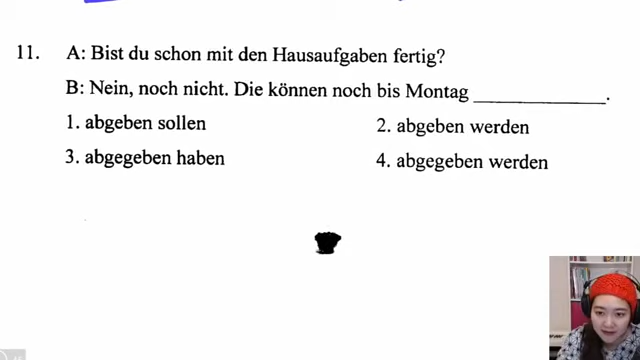 11. A: Bist du schon mit den Hausaufgaben fertig?
B: Nein, noch nicht. Die können noch bis Montag ____________.
1. abgeben sollen 2. abgeben werden
3. abgegeben haben 4. abgegeben werden